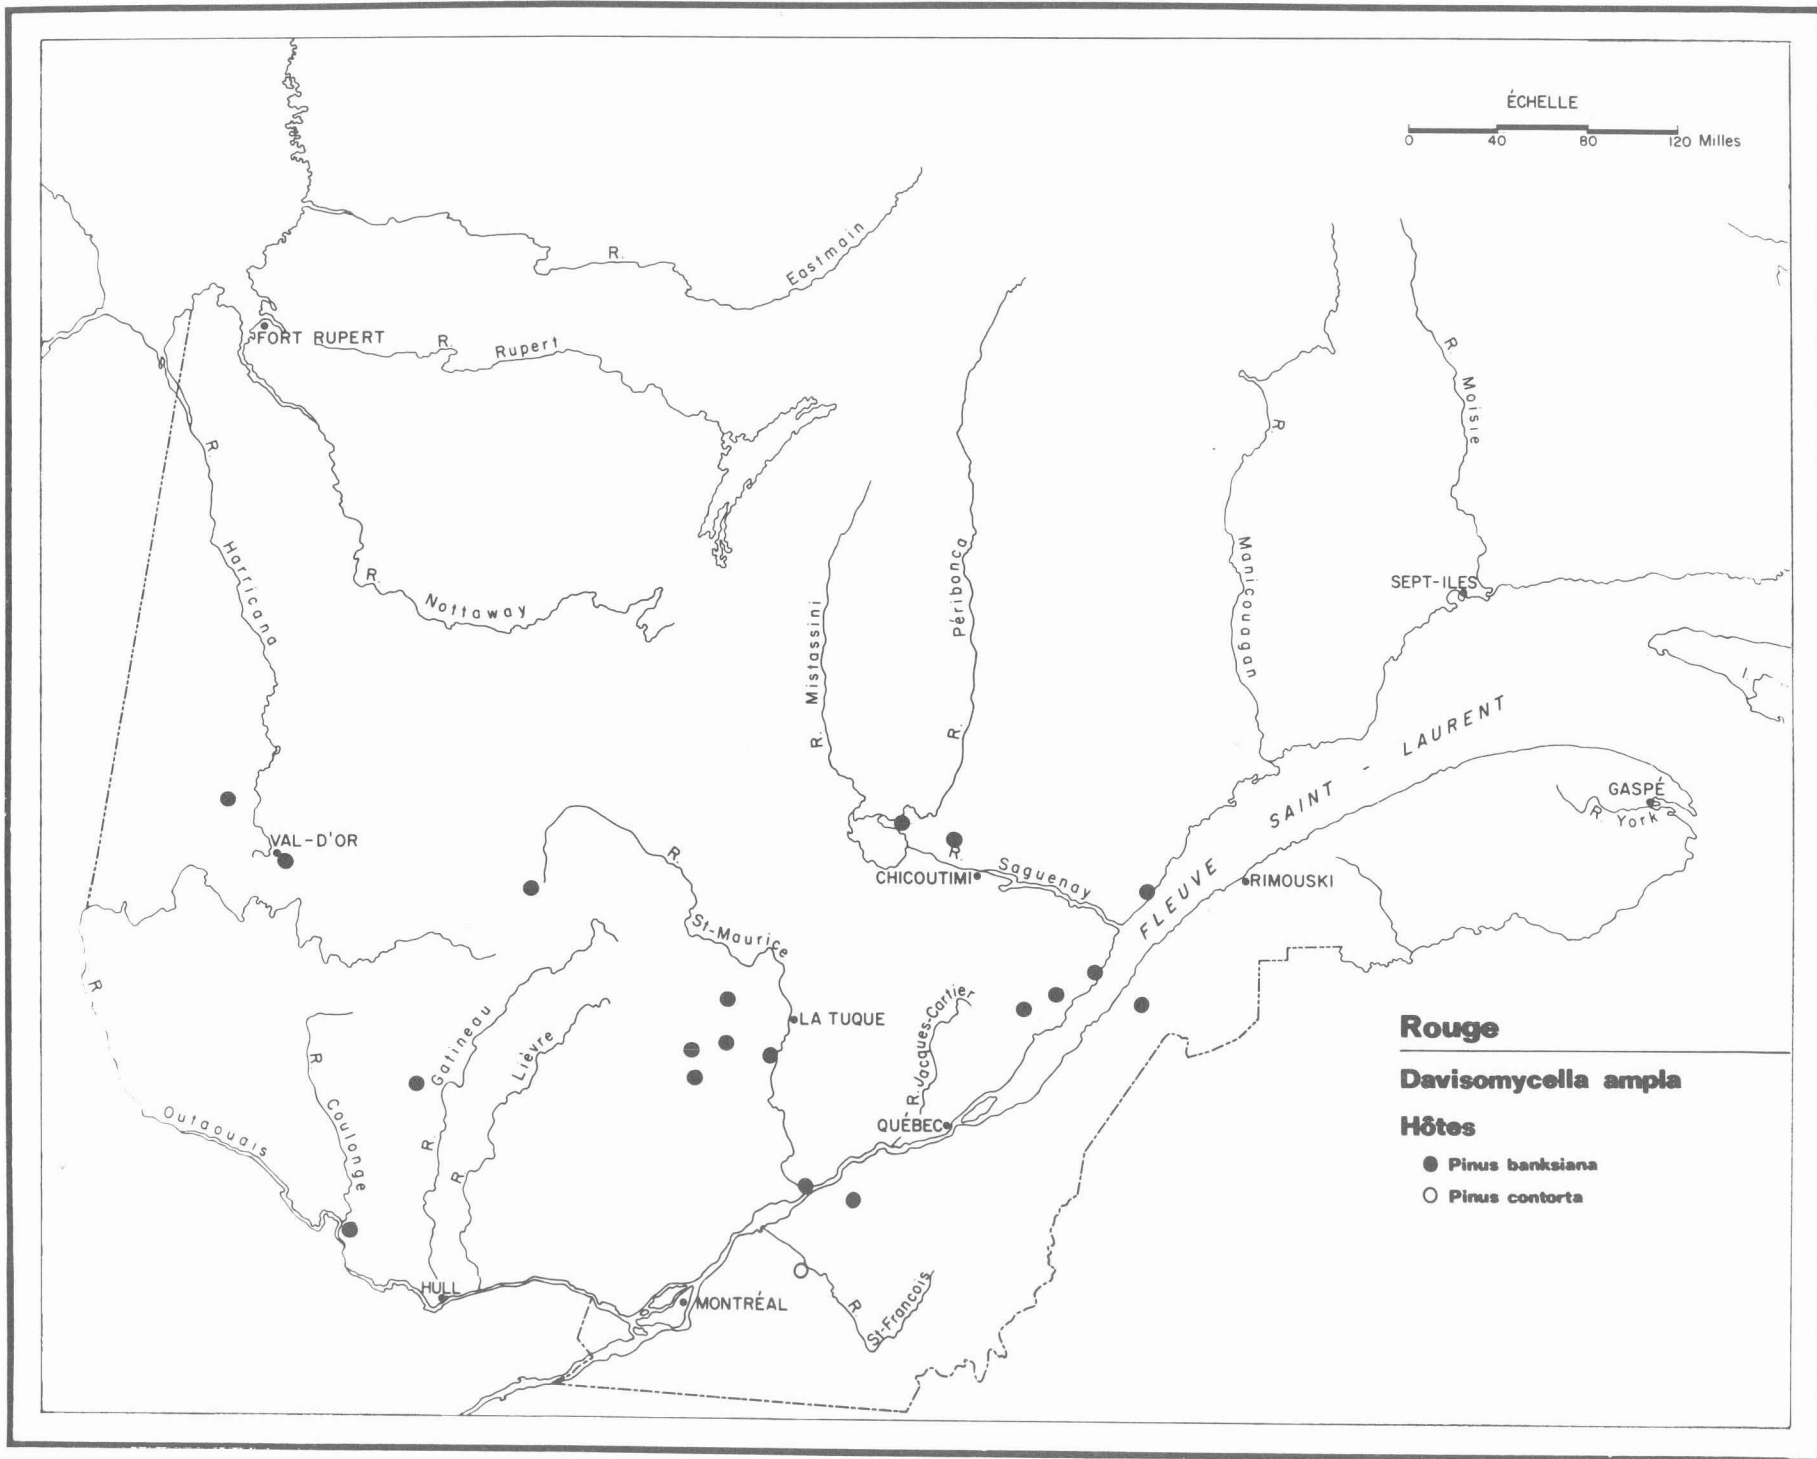 ÉCHELLE
0 40 80 120 Milles
R. Eastmain
FORT RUPERT
R. Rupert
R. Moisie
R. Harricana
R. Manicouagan
R. Nottaway
R. Mistassini
R. Péribonca
SEPT-ILES
I.
FLEUVE SAINT - LAURENT
GASPÉ
R. York
VAL-D'OR
R. Saguenay
CHICOUTIMI
RIMOUSKI
R. St-Maurice
LA TUQUE
R. Jacques-Cartier
R. Gatineau
R. Lièvre
R. Coulonge
R. Outaouais
QUÉBEC
HULL
MONTRÉAL
R. St-François
Rouge
Davisomycella ampla
Hôtes
Pinus banksiana
Pinus contorta